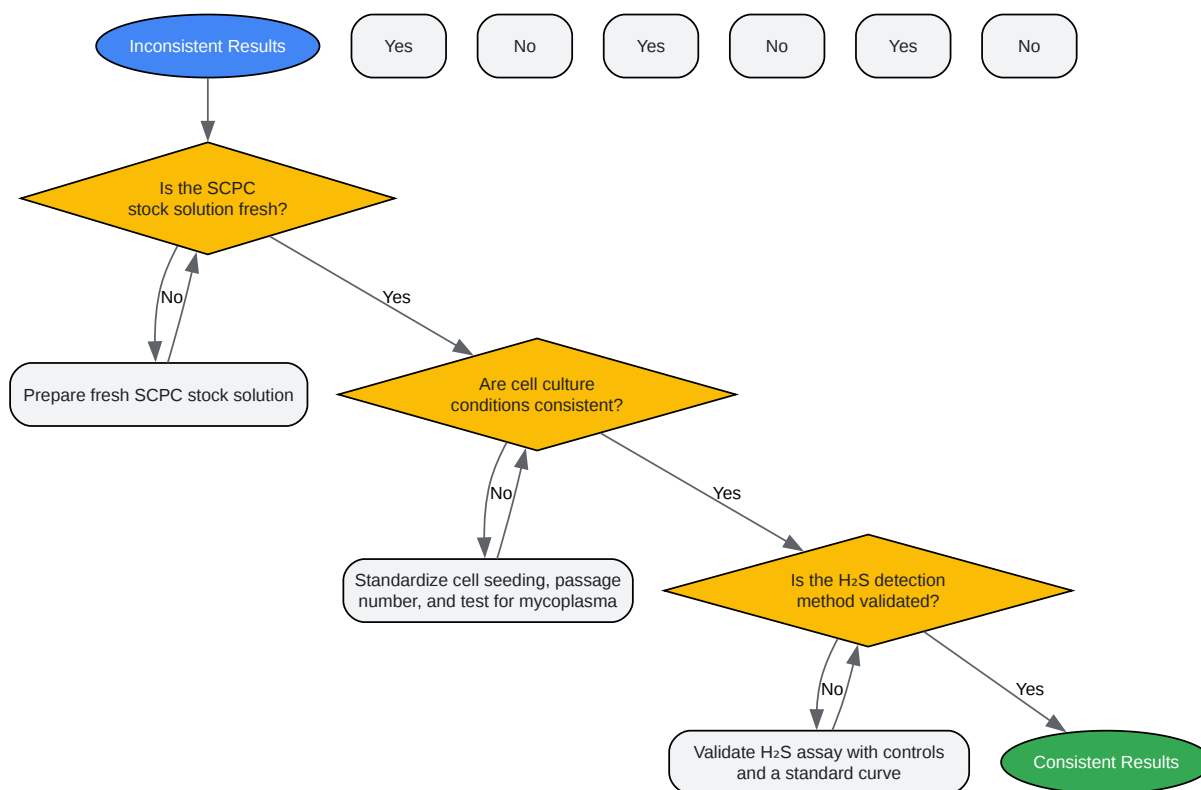 Inconsistent Results
Yes
No
Yes
No
Yes
No
Is the SCPC
stock solution fresh?
No
Yes
Prepare fresh SCPC stock solution
Are cell culture
conditions consistent?
No
Yes
Standardize cell seeding, passage
number, and test for mycoplasma
Is the H₂S detection
method validated?
No
Yes
Validate H₂S assay with controls
and a standard curve
Consistent Results